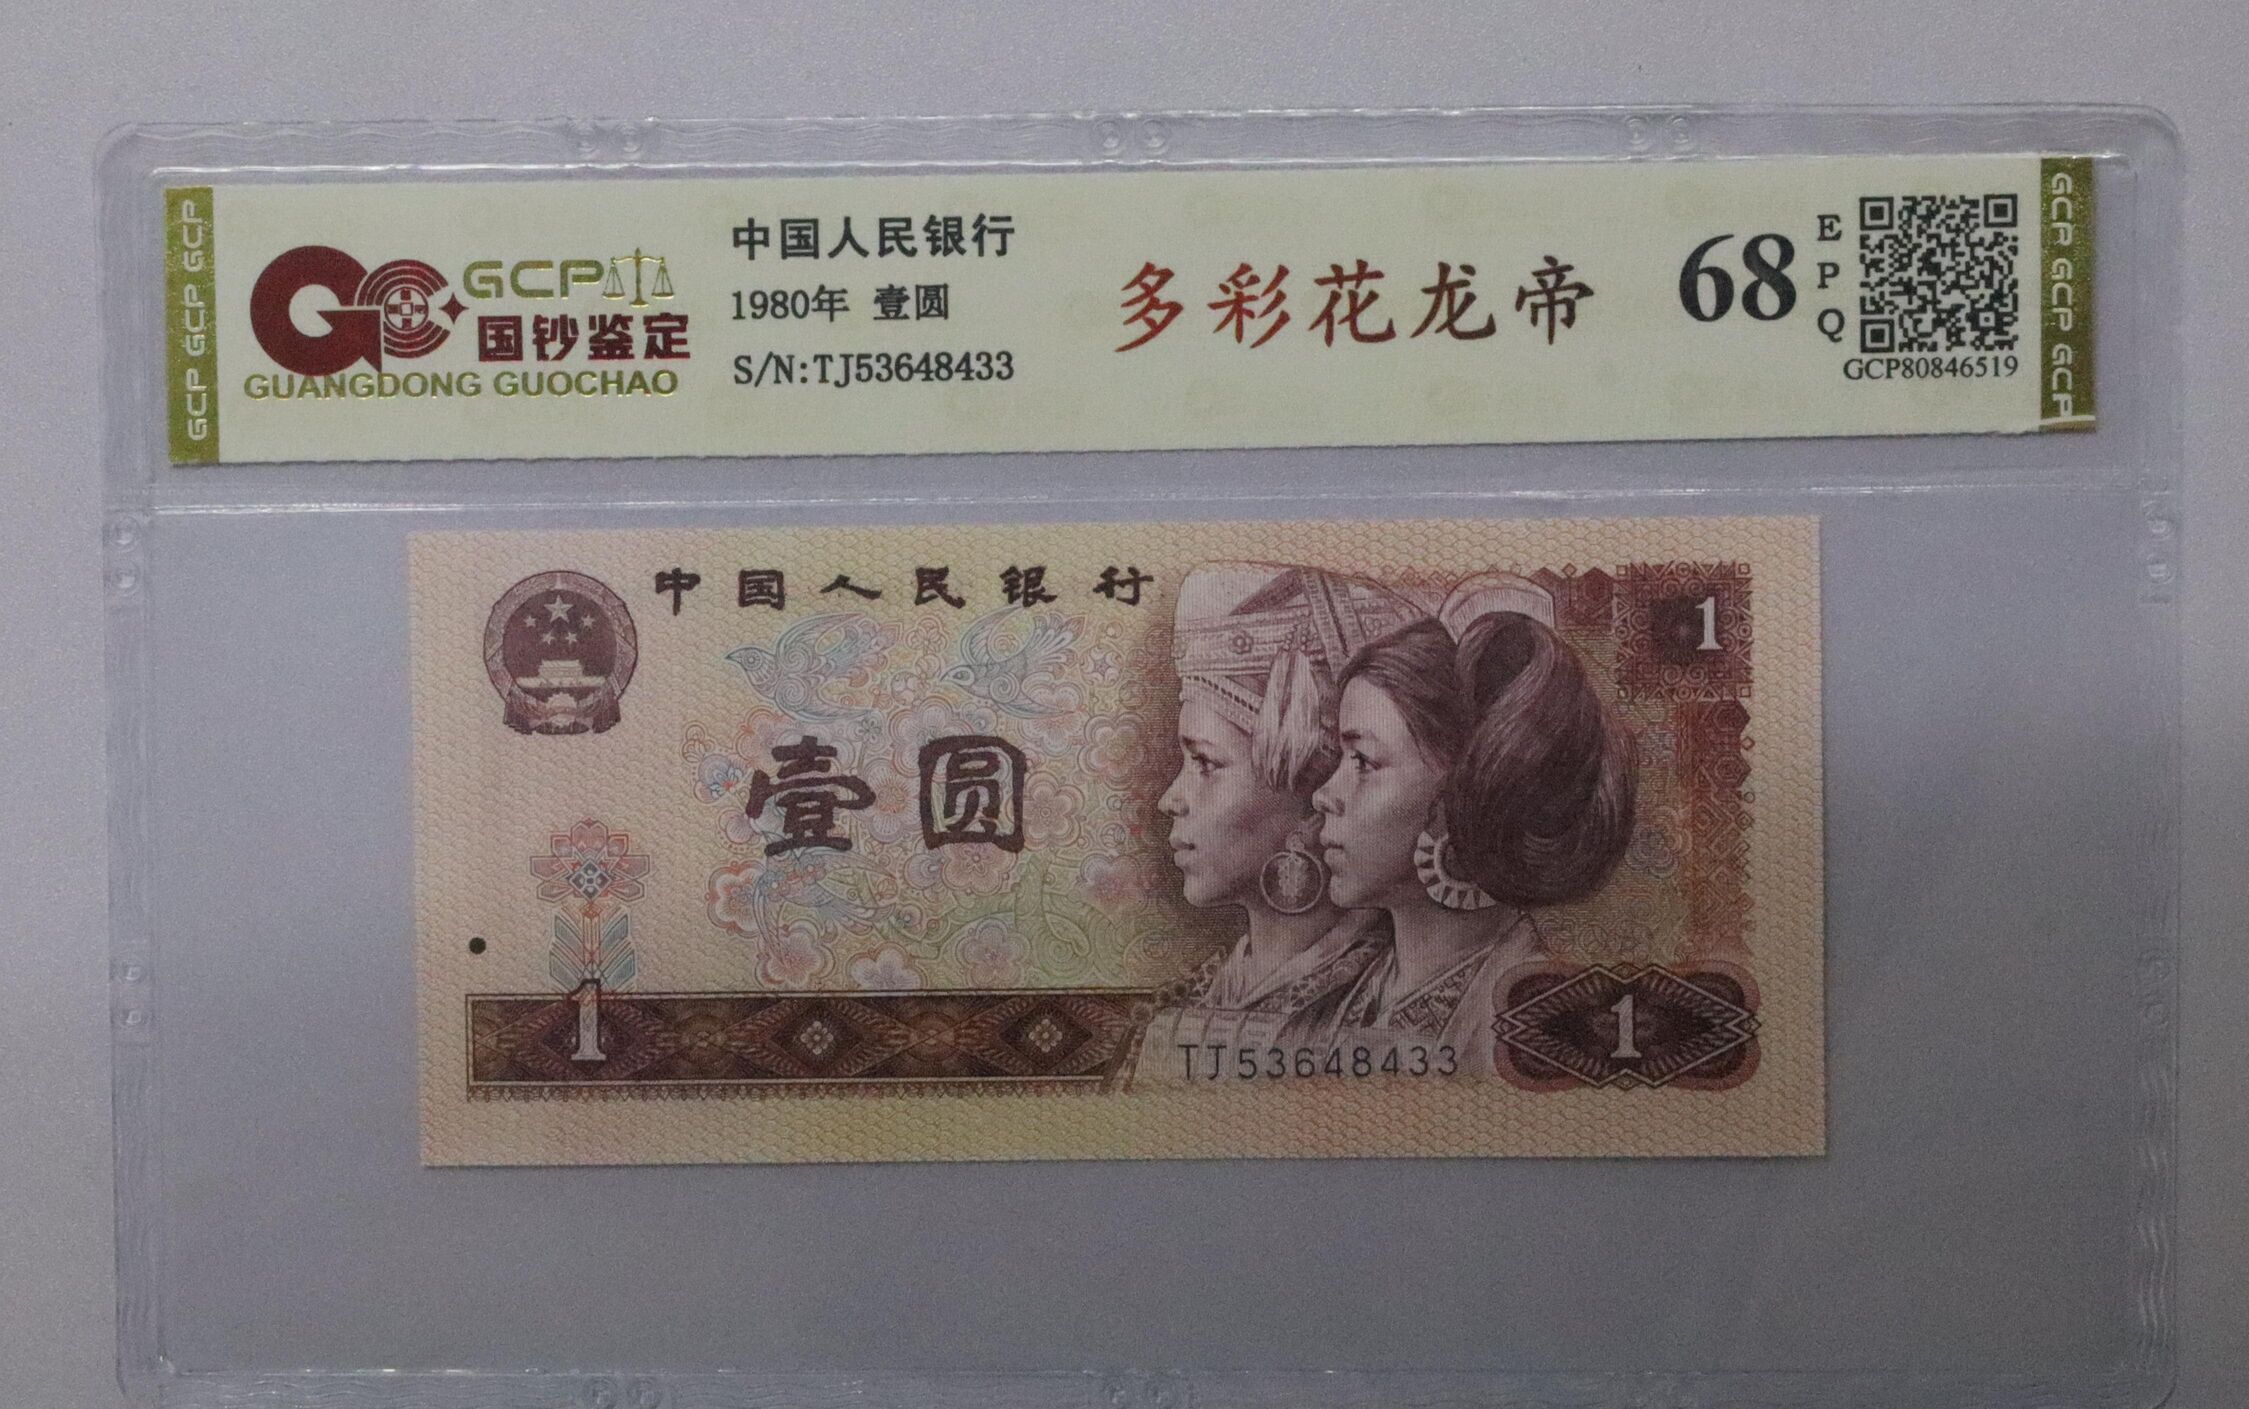 GCP GCP GCP
GCP
国钞鉴定
GUANGDONG GUOCHAO
中国人民银行
1980年 壹圆
S/N:TJ53648433
多彩花龙帝
68
EPQ
GCP80846519
GCP GCP GCP
中国人民银行
1
壹圆
1
TJ53648433
1